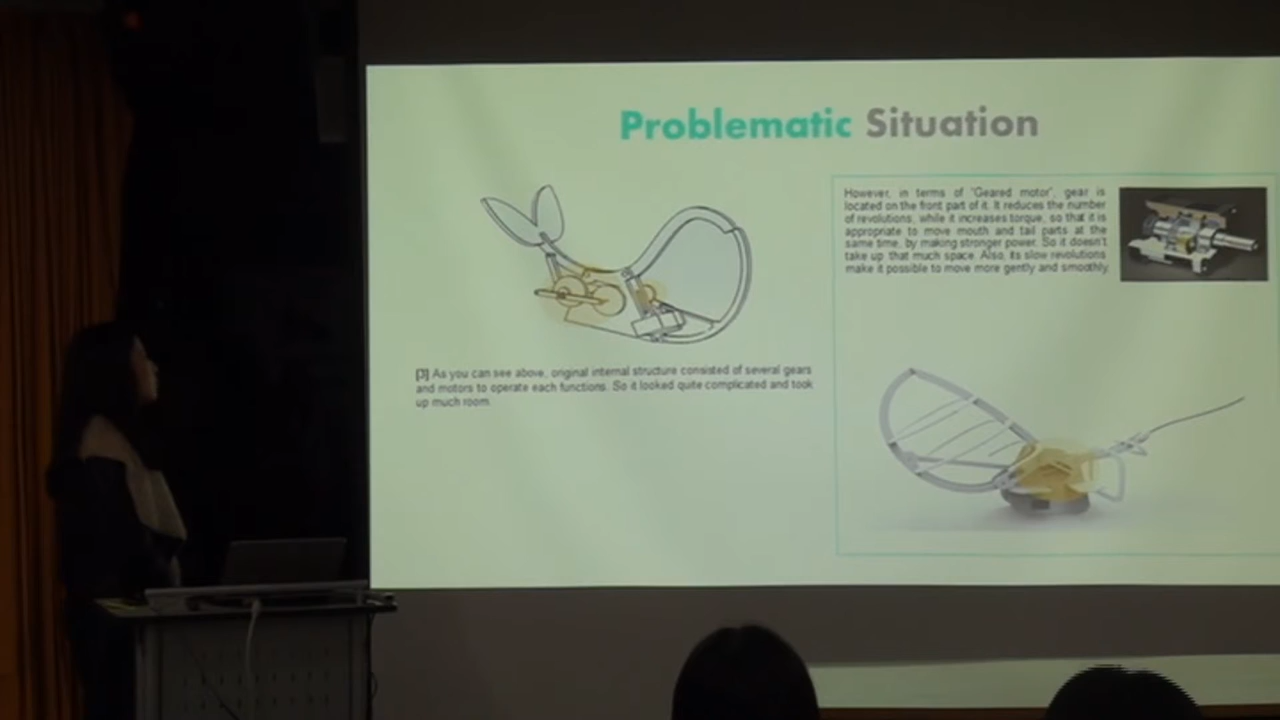 Problematic Situation
[3] As you can see above, original internal structure consisted of several gears
and motors to operate each functions. So it looked quite complicated and took
up much room.
However, in terms of "Geared motor", gear is
located on the front part of it. It reduces the number
of revolutions, while it increases torque, so that it is
appropriate to move mouth and tail parts at the
same time, by making stronger power. So it doesn't
take up that much space. Also, its slow revolutions
make it possible to move more gently and smoothly.